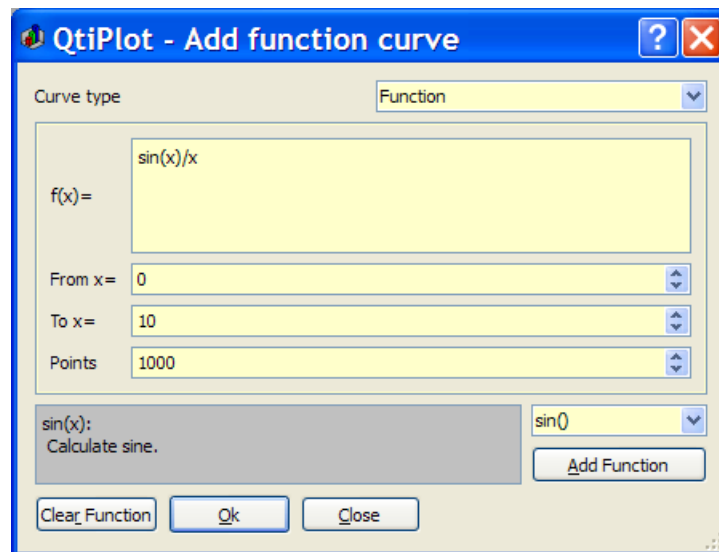 QtiPlot - Add function curve
Curve type
Function
f(x)=
sin(x)/x
From x=
0
To x=
10
Points
1000
sin(x):
Calculate sine.
sin()
Add Function
Clear Function
Ok
Close